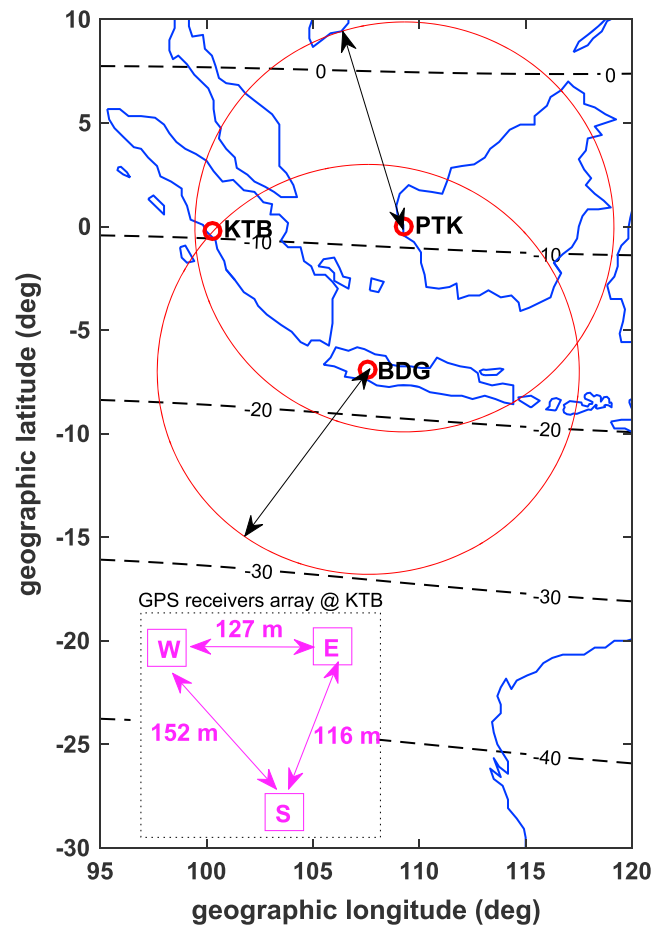 10
0
0
5
KTB
PTK
0
-10
-10
-10
geographic latitude (deg)
-5
BDG
-20
-20
-10
-15
-30
-30
GPS receivers array @ KTB
127 m
W
E
-20
152 m
116 m
-40
-25
S
-30
95
100
105
110
115
120
geographic longitude (deg)